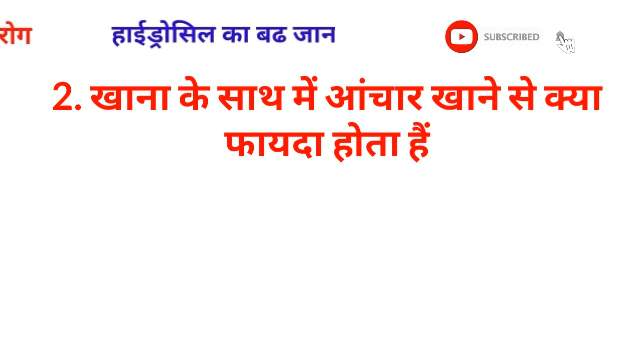 रोग हाईड्रोसिल का बढ जान
SUBSCRIBED
2. खाना के साथ में आंचार खाने से क्या
फायदा होता हैं